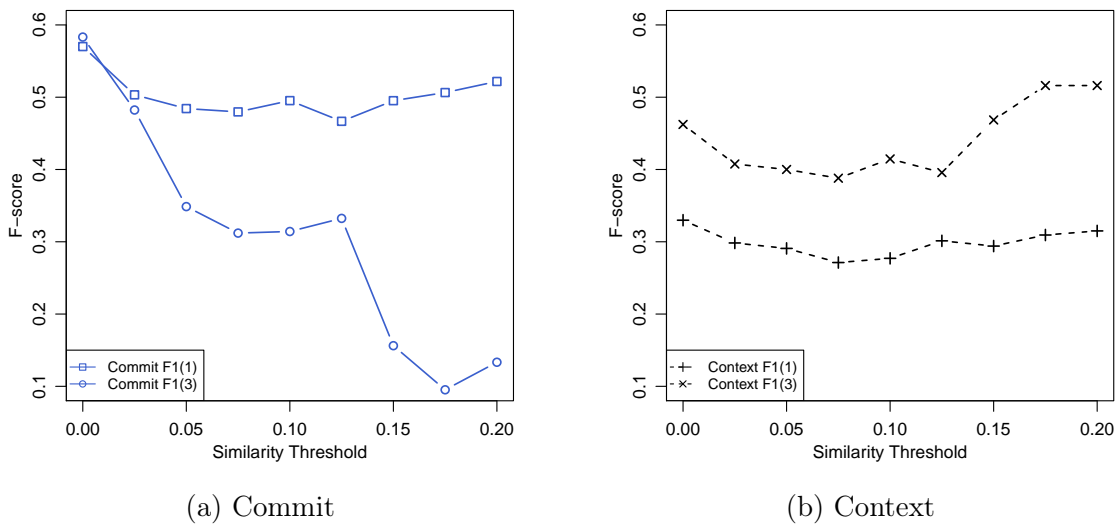 F−score
0.6
0.5
0.4
0.3
0.2
0.1
Commit F1(1)
Commit F1(3)
0.00 0.05 0.10 0.15 0.20
Similarity Threshold
(a) Commit
F−score
0.6
0.5
0.4
0.3
0.2
0.1
Context F1(1)
Context F1(3)
0.00 0.05 0.10 0.15 0.20
Similarity Threshold
(b) Context